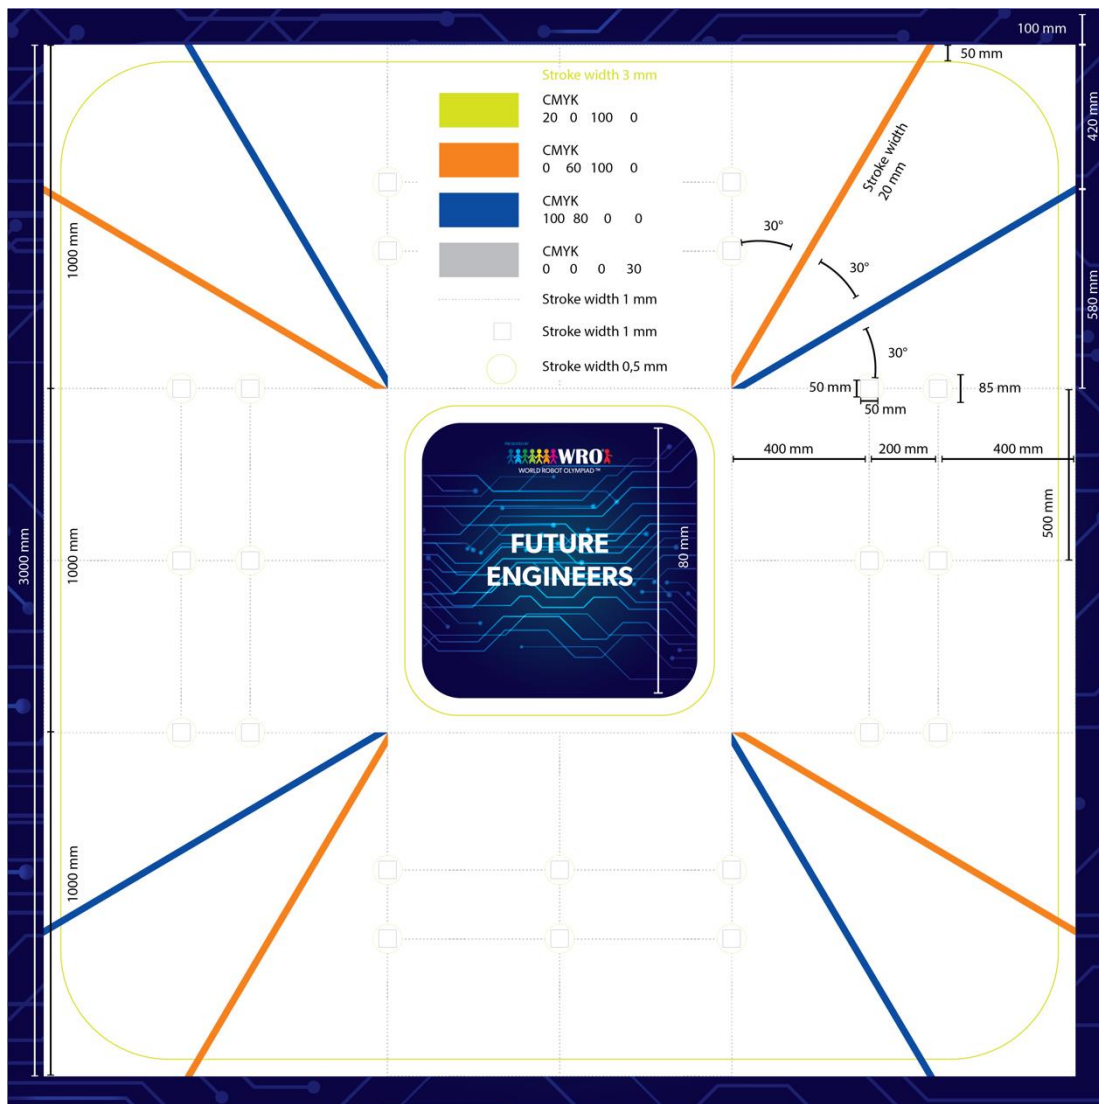 100 mm
50 mm
Stroke width 3 mm
CMYK
20 0 100 0
420 mm
CMYK
0 60 100 0
Stroke width
20 mm
CMYK
100 80 0 0
30°
1000 mm
CMYK
0 0 0 30
30°
580 mm
Stroke width 1 mm
Stroke width 1 mm
30°
Stroke width 0,5 mm
50 mm
85 mm
50 mm
400 mm
200 mm
400 mm
PRESENTED BY
WRO
WORLD ROBOT OLYMPIAD™
500 mm
3000 mm
1000 mm
80 mm
FUTURE
ENGINEERS
1000 mm